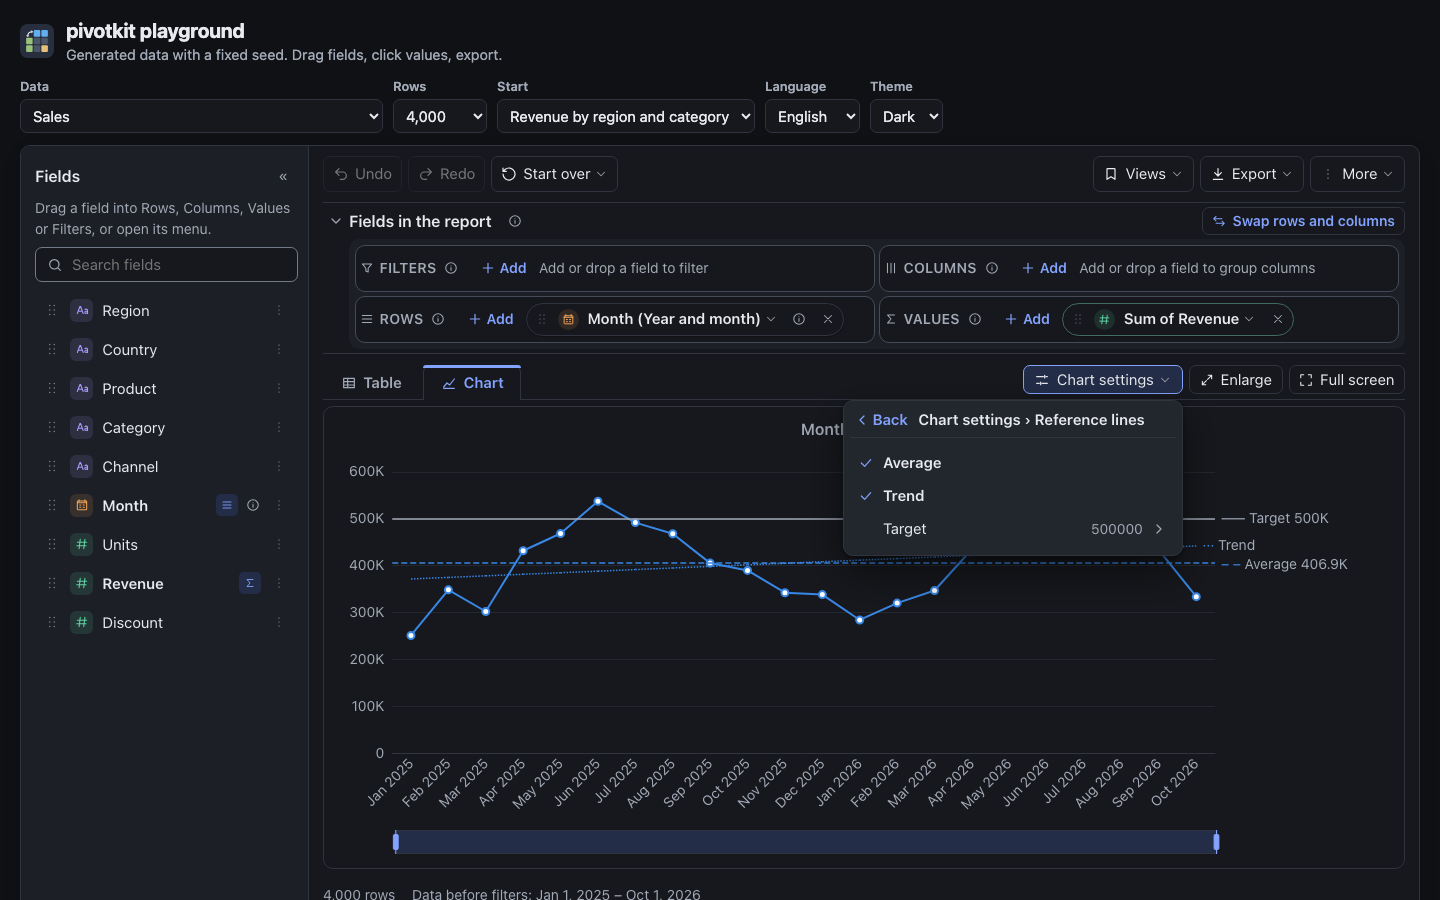 pivotkit playground
Generated data with a fixed seed. Drag fields, click values, export.
Data
Rows
Start
Language
Theme
Sales
4,000
Revenue by region and category
English
Dark
Fields
«
Drag a field into Rows, Columns, Values
or Filters, or open its menu.
Search fields
Aa Region
Aa Country
Aa Product
Aa Category
Aa Channel
Month
# Units
# Revenue Σ
# Discount
Undo
Redo
Start over
Views
Export
More
Fields in the report
Swap rows and columns
FILTERS + Add Add or drop a field to filter
COLUMNS + Add Add or drop a field to group columns
ROWS + Add Month (Year and month)
Σ VALUES + Add # Sum of Revenue
Table
Chart
Chart settings
Enlarge
Full screen
Back Chart settings › Reference lines
Average
Trend
Target 500000
600K
500K
400K
300K
200K
100K
0
Target 500K
Trend
Average 406.9K
Jan 2025
Feb 2025
Mar 2025
Apr 2025
May 2025
Jun 2025
Jul 2025
Aug 2025
Sep 2025
Oct 2025
Nov 2025
Dec 2025
Jan 2026
Feb 2026
Mar 2026
Apr 2026
May 2026
Jun 2026
Jul 2026
Aug 2026
Sep 2026
Oct 2026
4,000 rows Data before filters: Jan 1, 2025 – Oct 1, 2026